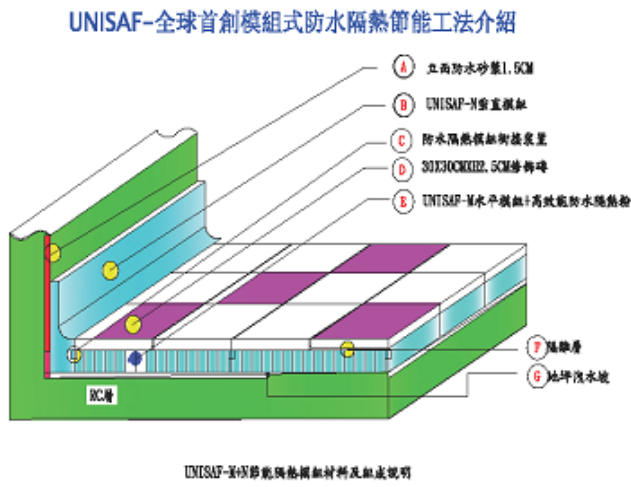 UNISAF-全球首創模組式防水隔熱節能工法介紹
A 立面防水砂漿1.5CM
B UNISAF-N垂直模組
C 防水隔熱模組銜接裝置
D 30X30CMXH2.5CM修飾磚
E UNISAF-M水平模組+高效能防水隔熱粉
F 隔離層
G 地坪洩水坡
RC層
UNISAF-M+N節能隔熱模組材料及組成說明